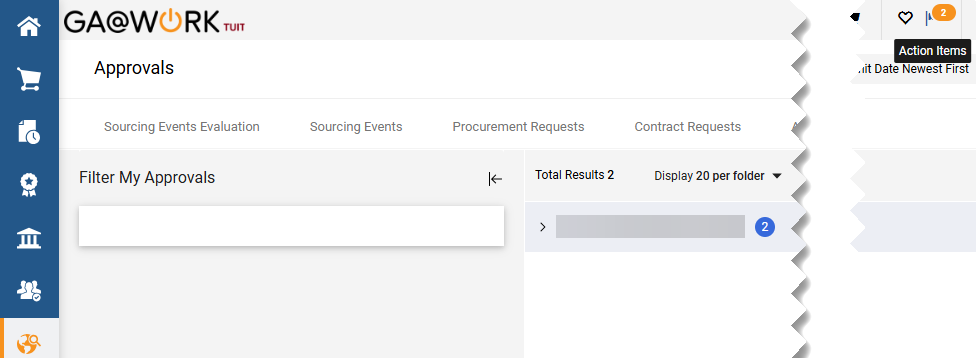 GA@WORK TUIT
2
Action Items
Approvals
Date Newest First
Sourcing Events Evaluation
Sourcing Events
Procurement Requests
Contract Requests
Filter My Approvals
Total Results 2
Display 20 per folder
2